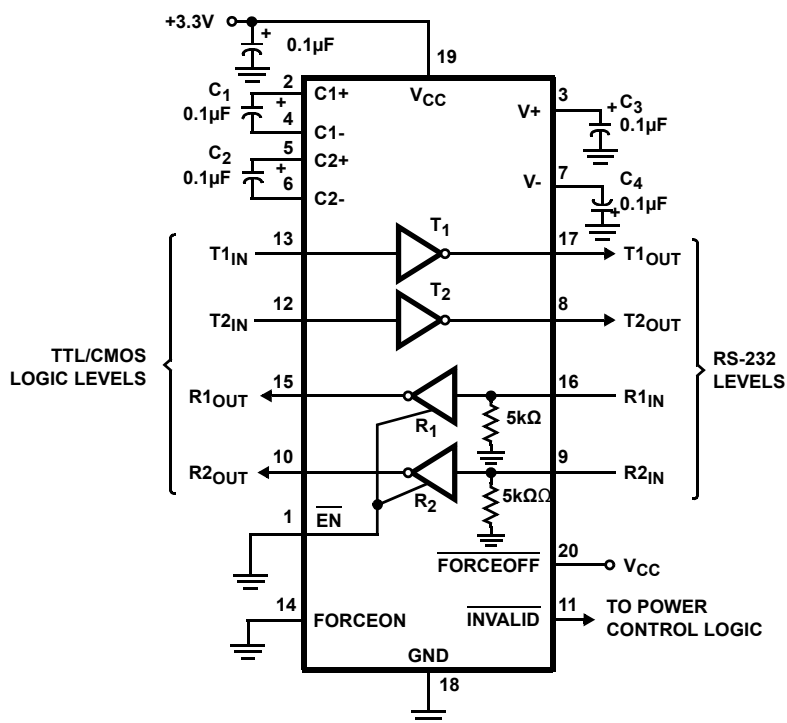 +3.3V
+
0.1μF
19
VCC
C1
0.1μF
2
+
4
C1+
C1-
C2
0.1μF
5
+
6
C2+
C2-
3
V+
+
C3
0.1μF
7
V-
C4
0.1μF
+
T1IN
13
T1
17
T1OUT
T2IN
12
T2
8
T2OUT
TTL/CMOS
LOGIC LEVELS
RS-232
LEVELS
R1OUT
15
R1
5kΩ
16
R1IN
R2OUT
10
R2
5kΩΩ
9
R2IN
1
EN
FORCEOFF
20
VCC
14
FORCEON
INVALID
11
TO POWER
CONTROL LOGIC
GND
18